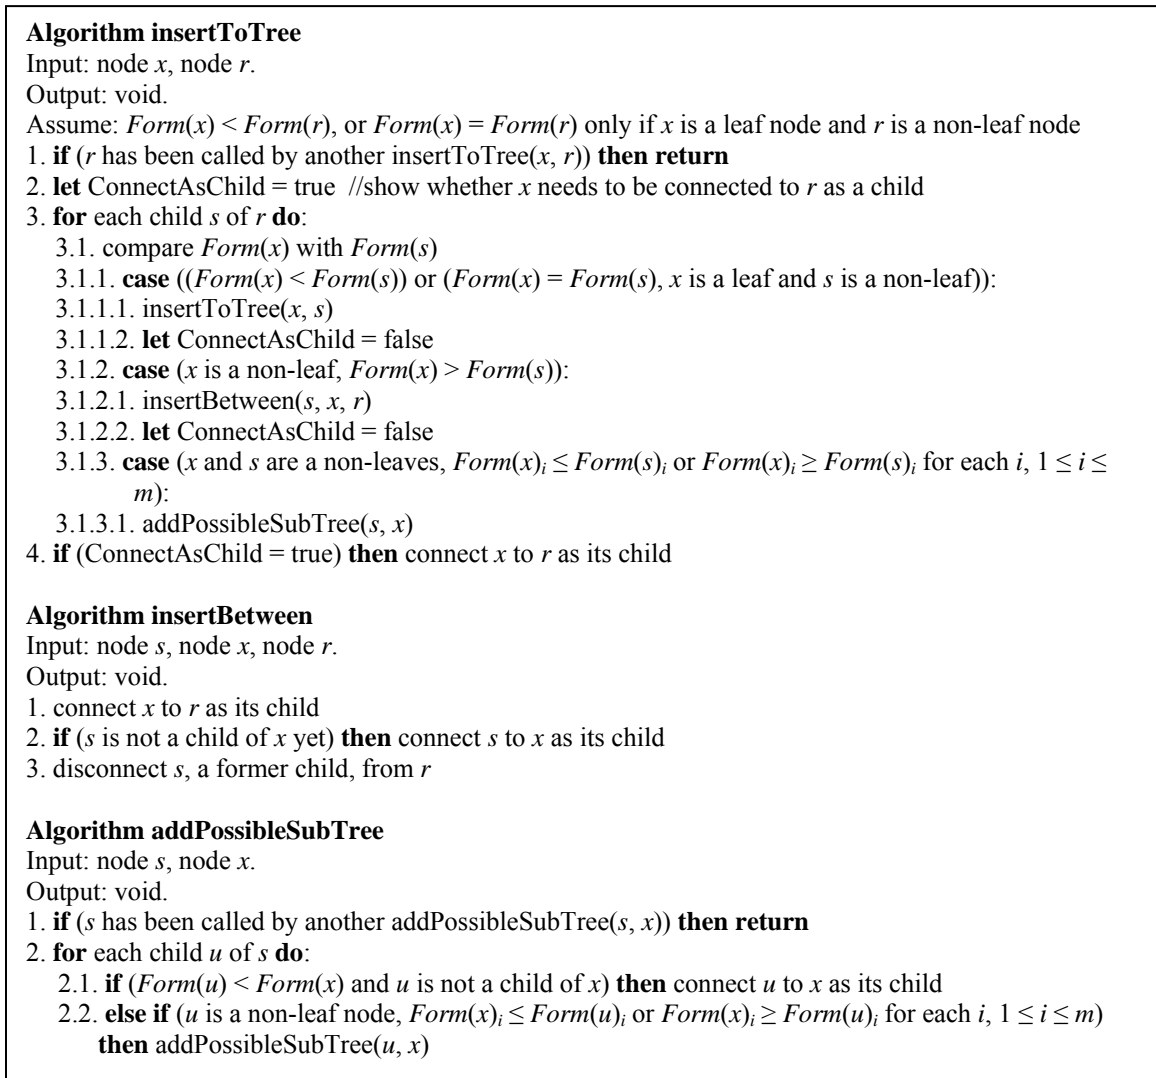 Algorithm insertToTree
Input: node x, node r.
Output: void.
Assume: Form(x) < Form(r), or Form(x) = Form(r) only if x is a leaf node and r is a non-leaf node
1. if (r has been called by another insertToTree(x, r)) then return
2. let ConnectAsChild = true //show whether x needs to be connected to r as a child
3. for each child s of r do:
3.1. compare Form(x) with Form(s)
3.1.1. case ((Form(x) < Form(s)) or (Form(x) = Form(s), x is a leaf and s is a non-leaf)):
3.1.1.1. insertToTree(x, s)
3.1.1.2. let ConnectAsChild = false
3.1.2. case (x is a non-leaf, Form(x) > Form(s)):
3.1.2.1. insertBetween(s, x, r)
3.1.2.2. let ConnectAsChild = false
3.1.3. case (x and s are a non-leaves, Form(x)i ≤ Form(s)i or Form(x)i ≥ Form(s)i for each i, 1 ≤ i ≤
m):
3.1.3.1. addPossibleSubTree(s, x)
4. if (ConnectAsChild = true) then connect x to r as its child
Algorithm insertBetween
Input: node s, node x, node r.
Output: void.
1. connect x to r as its child
2. if (s is not a child of x yet) then connect s to x as its child
3. disconnect s, a former child, from r
Algorithm addPossibleSubTree
Input: node s, node x.
Output: void.
1. if (s has been called by another addPossibleSubTree(s, x)) then return
2. for each child u of s do:
2.1. if (Form(u) < Form(x) and u is not a child of x) then connect u to x as its child
2.2. else if (u is a non-leaf node, Form(x)i ≤ Form(u)i or Form(x)i ≥ Form(u)i for each i, 1 ≤ i ≤ m)
then addPossibleSubTree(u, x)